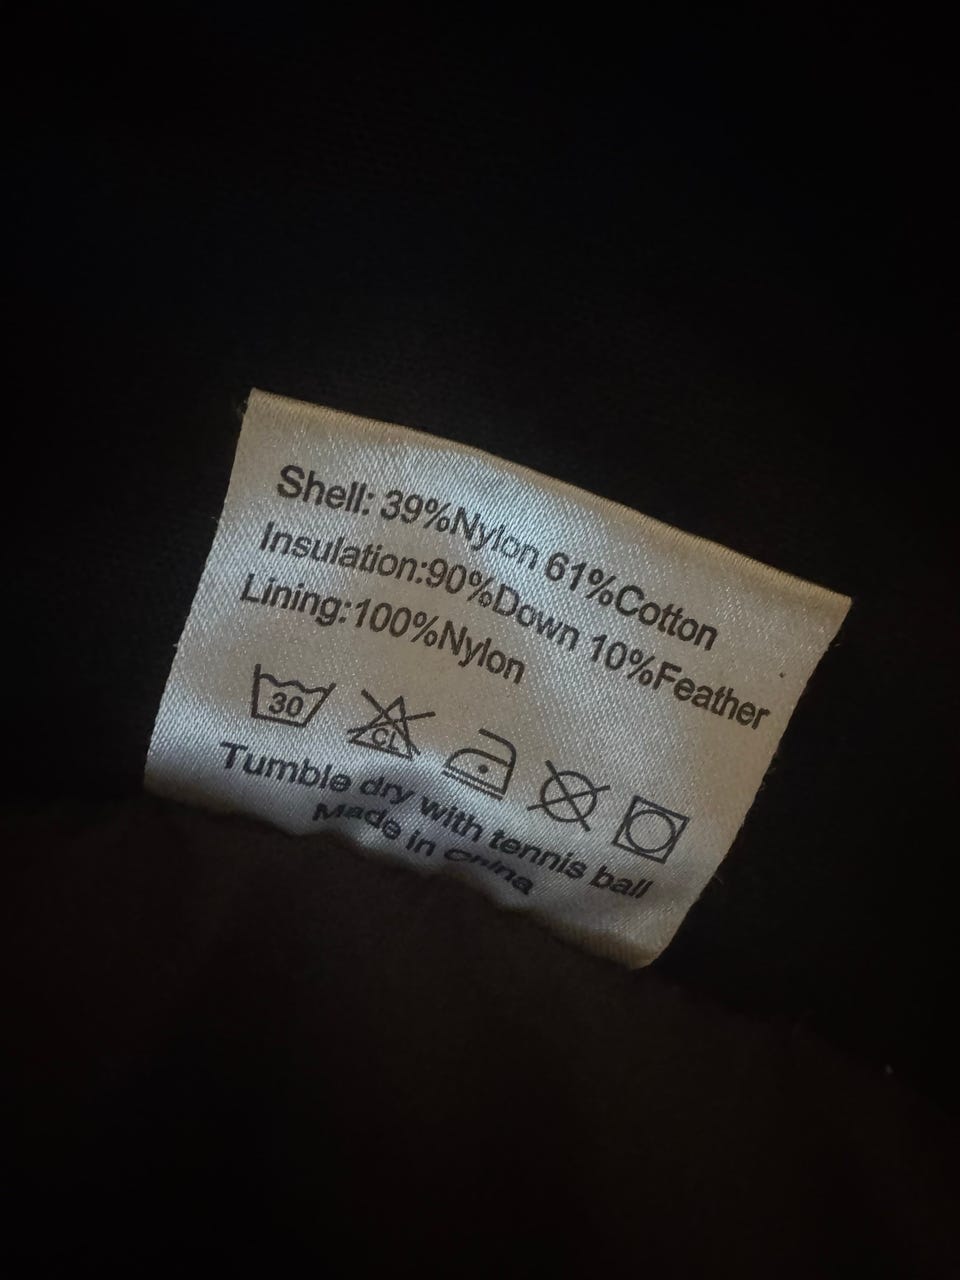 Shell: 39%Nylon 61%Cotton
Insulation:90%Down 10%Feather
Lining:100%Nylon
30 CL
Tumble dry with tennis ball
Made in China